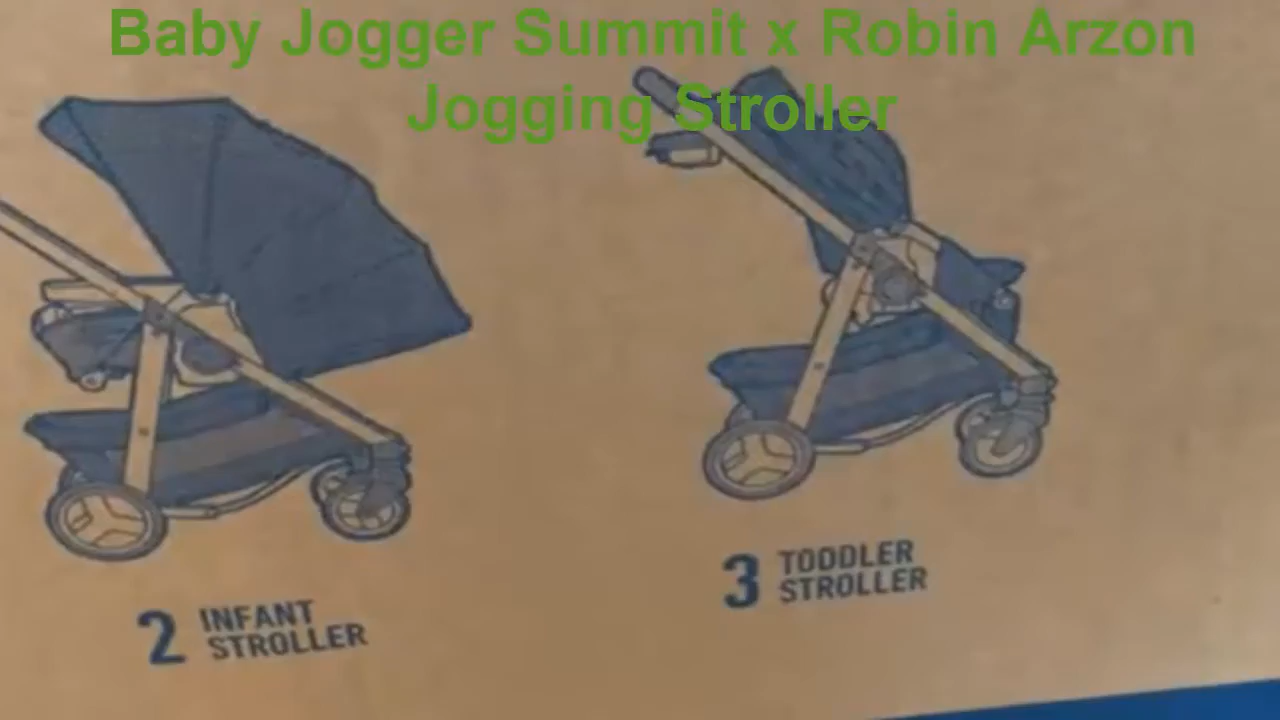 Baby Jogger Summit x Robin Arzon
Jogging Stroller
2 INFANT
STROLLER
3 TODDLER
STROLLER